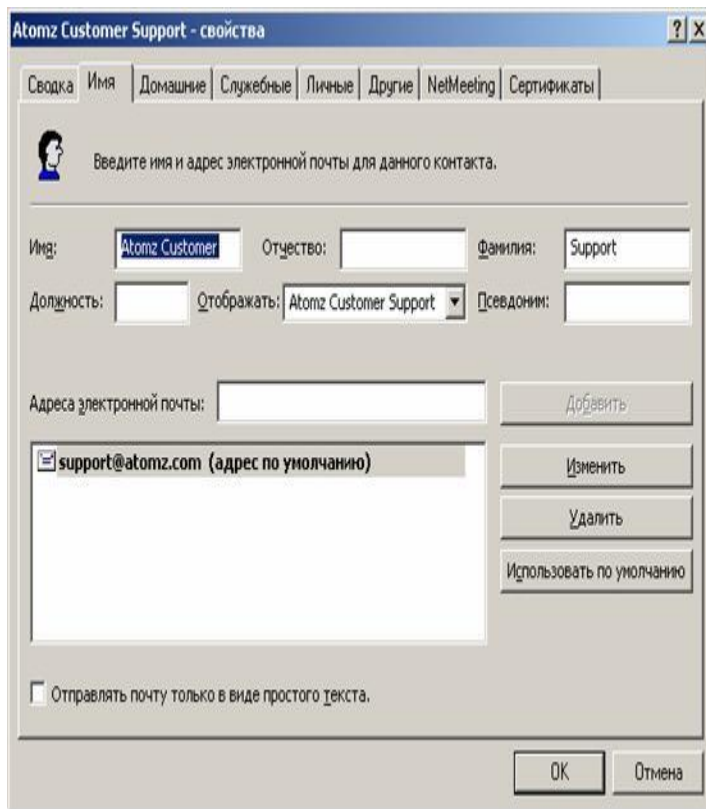 Atomz Customer Support - свойства
Сводка Имя Домашние Служебные Личные Другие NetMeeting Сертификаты
Введите имя и адрес электронной почты для данного контакта.
Имя: Atomz Customer Отчество: Фамилия: Support
Должность: Отображать: Atomz Customer Support Псевдоним:
Адреса электронной почты: Добавить
support@atomz.com (адрес по умолчанию)
Изменить
Удалить
Использовать по умолчанию
Отправлять почту только в виде простого текста.
OK Отмена